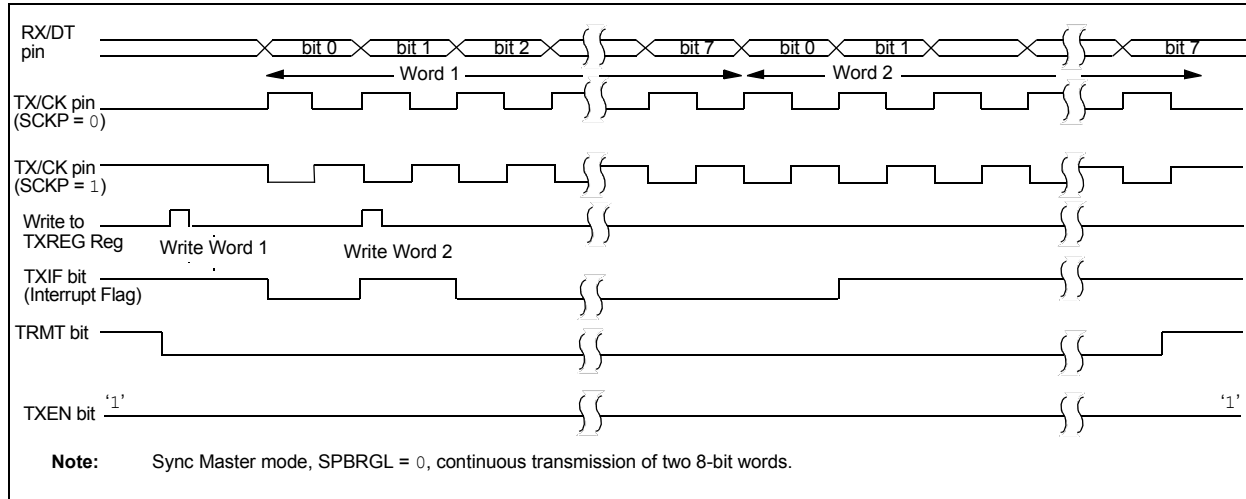 RX/DT
pin
bit 0 bit 1 bit 2 bit 7 bit 0 bit 1 bit 7
Word 1 Word 2
TX/CK pin
(SCKP = 0)
TX/CK pin
(SCKP = 1)
Write to
TXREG Reg
Write Word 1 Write Word 2
TXIF bit
(Interrupt Flag)
TRMT bit
TXEN bit ‘1’ ‘1’
Note: Sync Master mode, SPBRGL = 0, continuous transmission of two 8-bit words.